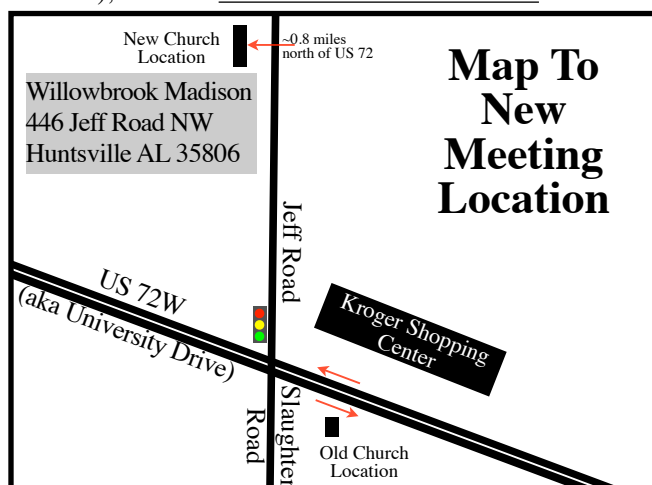 New Church
Location
~0.8 miles
north of US 72
Map To
New
Meeting
Location
Willowbrook Madison
446 Jeff Road NW
Huntsville AL 35806
Jeff Road
US 72W
(aka University Drive)
Kroger Shopping
Center
Slaughter
Road
Old Church
Location